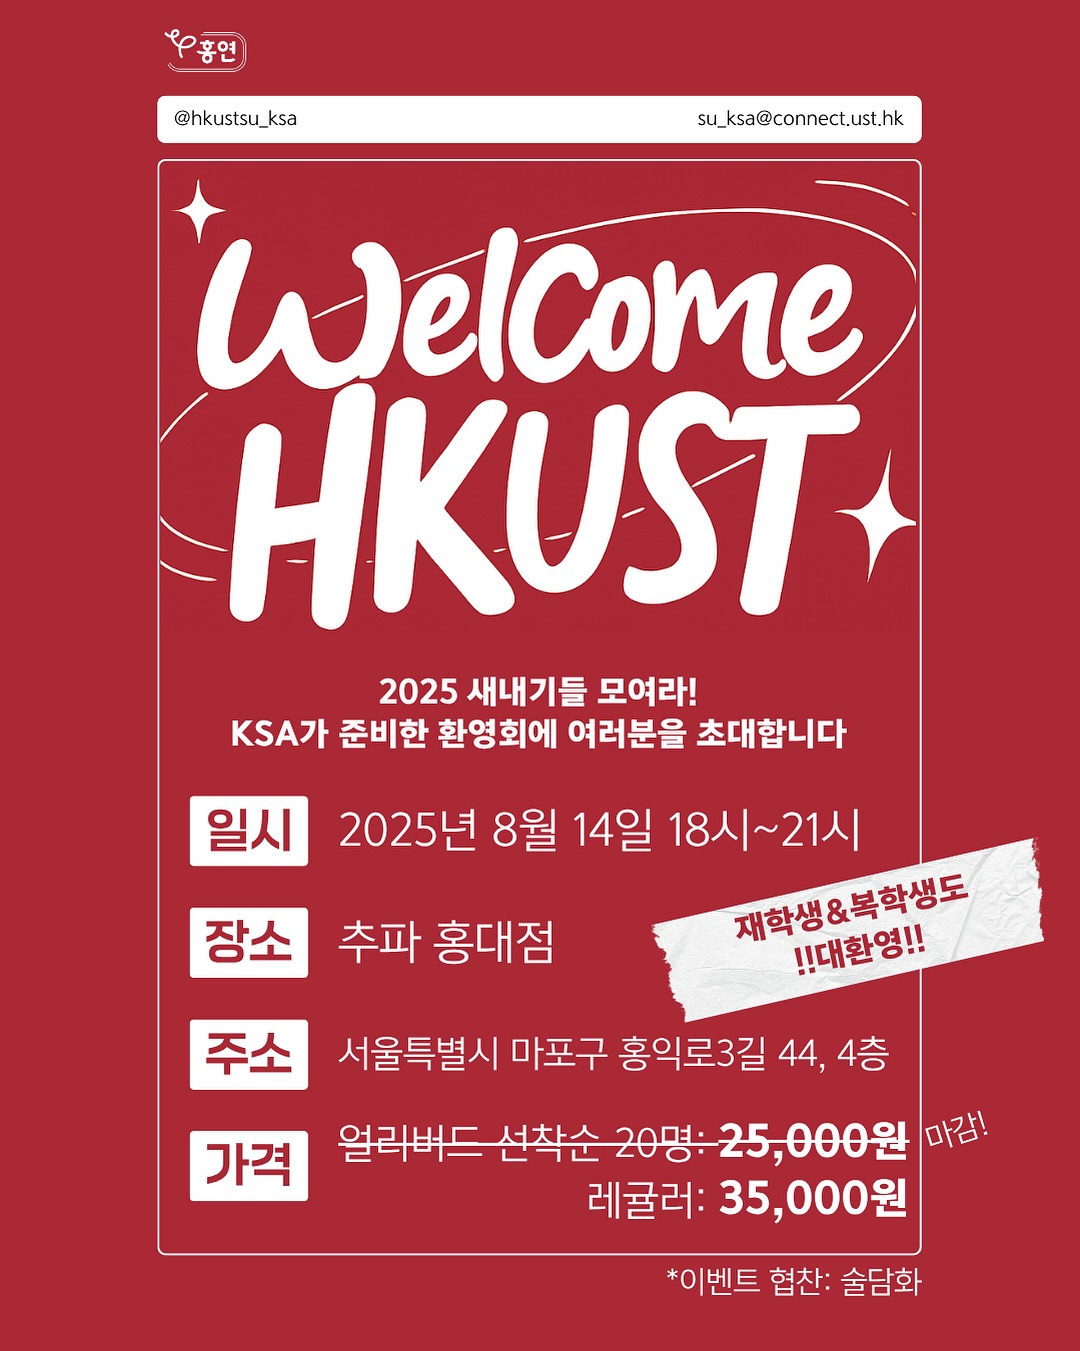 홍연
@hkustsu_ksa
su_ksa@connect.ust.hk
Welcome
HKUST
2025 새내기들 모여라!
KSA가 준비한 환영회에 여러분을 초대합니다
일시 2025년 8월 14일 18시~21시
재학생&복학생도
!!대환영!!
장소 추파 홍대점
주소 서울특별시 마포구 홍익로3길 44, 4층
가격 얼리버드 선착순 20명: 25,000원 마감!
레귤러: 35,000원
*이벤트 협찬: 술담화